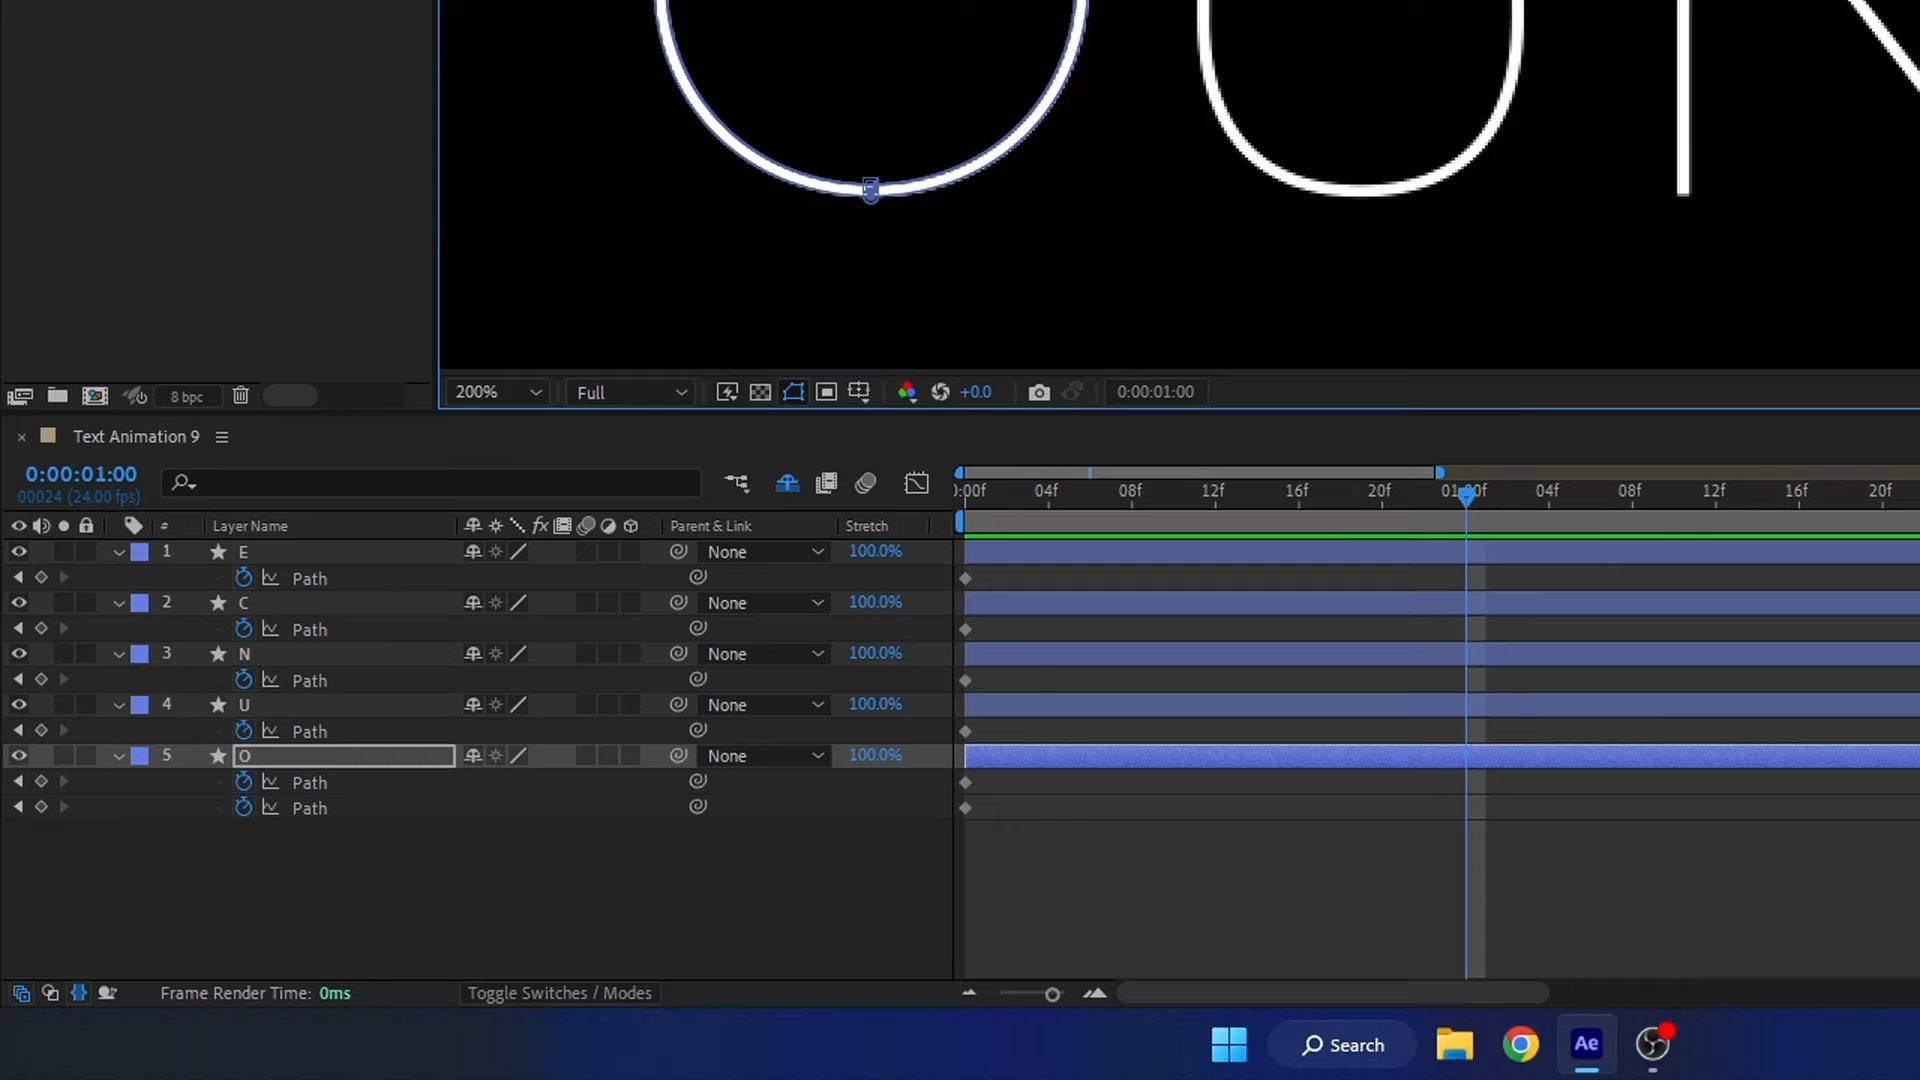 OUN
200% Full +0.0 0:00:01:00
8 bpc
Text Animation 9
0:00:01:00
00024 (24.00 fps)
:00f 04f 08f 12f 16f 20f 01:00f 04f 08f 12f 16f 20f
# Layer Name fx Parent & Link Stretch
1 E None 100.0%
Path
2 C None 100.0%
Path
3 N None 100.0%
Path
4 U None 100.0%
Path
5 O None 100.0%
Path
Path
Frame Render Time: 0ms Toggle Switches / Modes
Search Ae